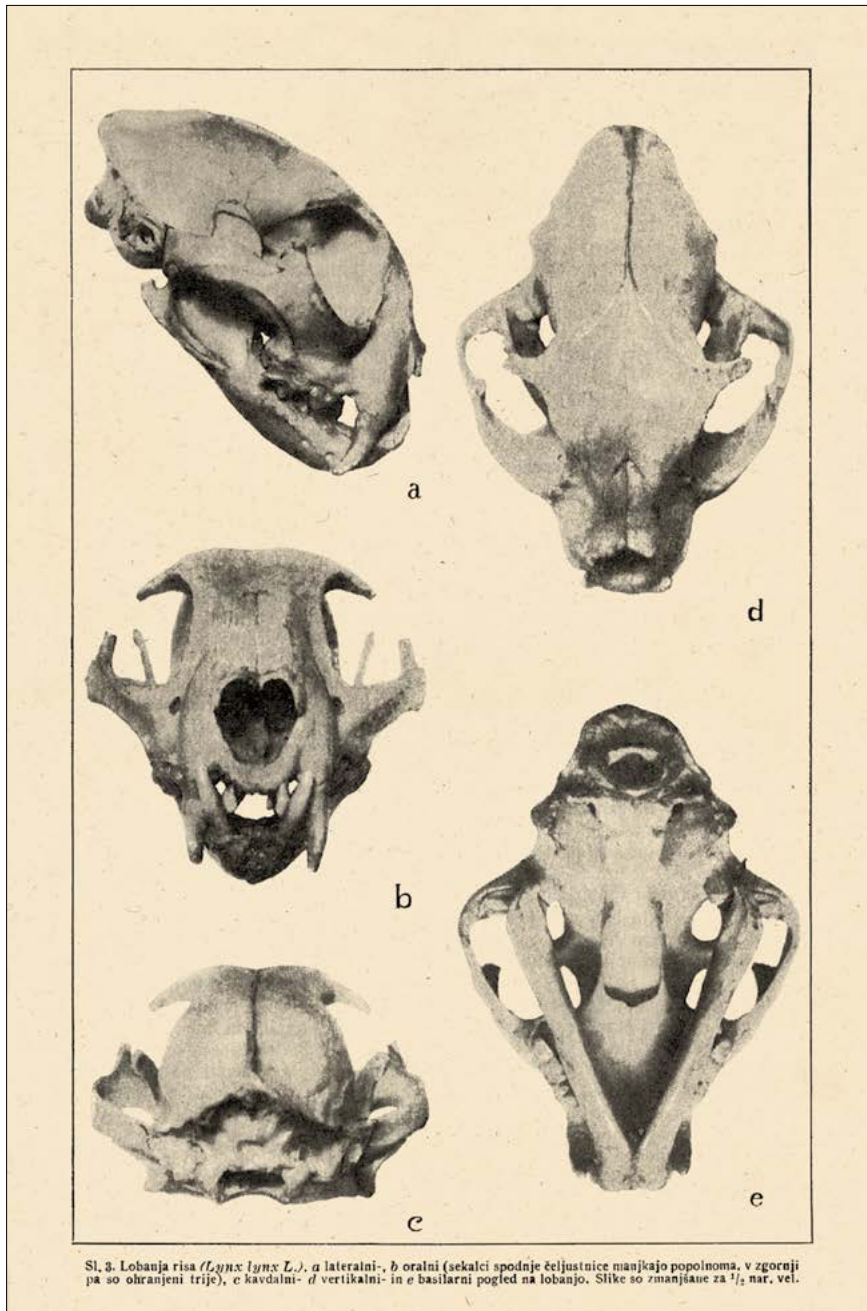 a
d
b
e
c
Sl. 3. Lobanja risa (Lynx lynx L.). a lateralni-, b oralni (sekalci spodnje čeljustnice manjkajo popolnoma, v zgornji
pa so ohranjeni trije), c kavdalni- d vertikalni- in e basilarni pogled na lobanjo. Slike so zmanjšane za 1/2 nar. vel.